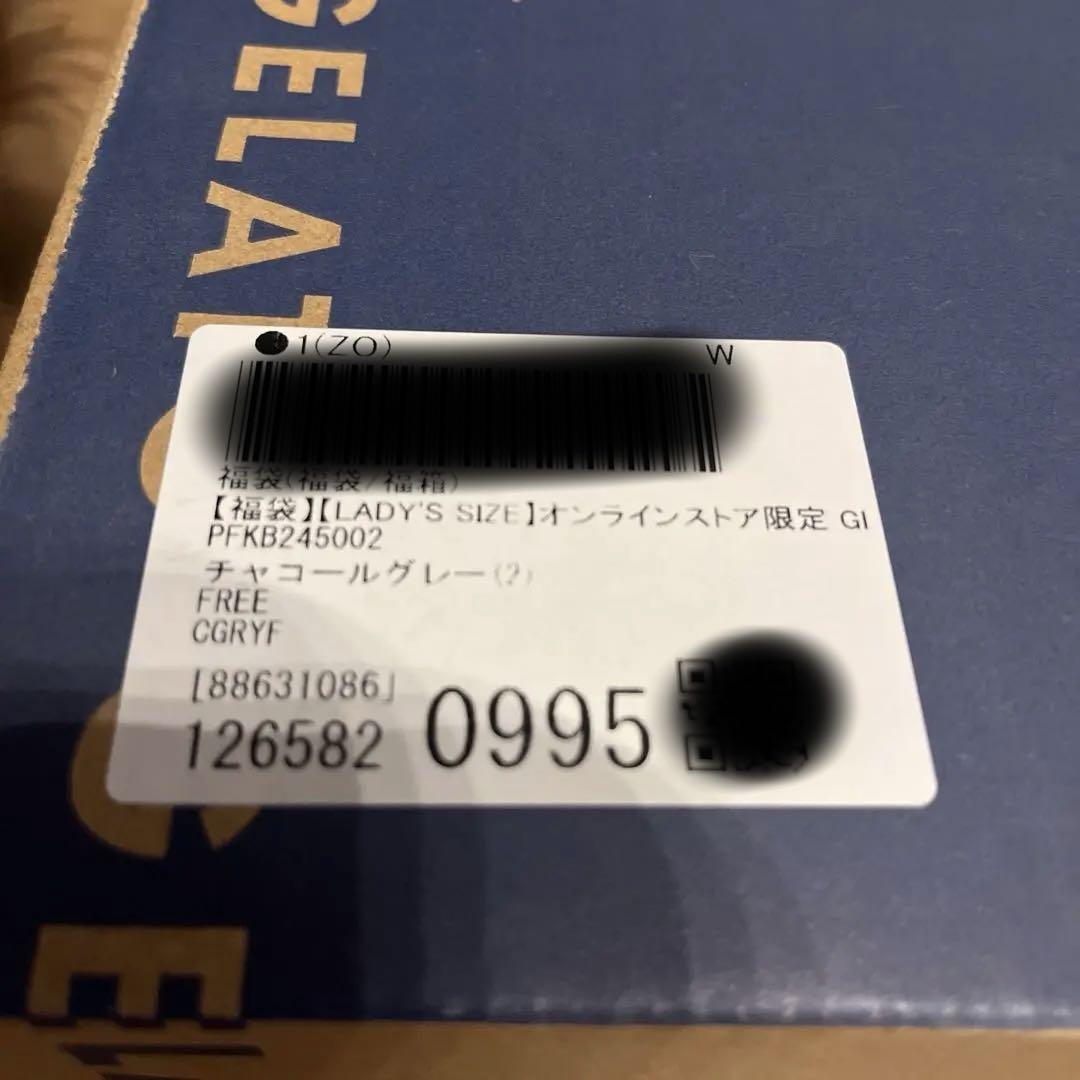 GELAT
●1(ZO)
W
福袋(福袋/福箱)
【福袋】【LADY'S SIZE】オンラインストア限定 GI
PFKB245002
チャコールグレー(2)
FREE
CGRYF
[88631086]
126582 0995